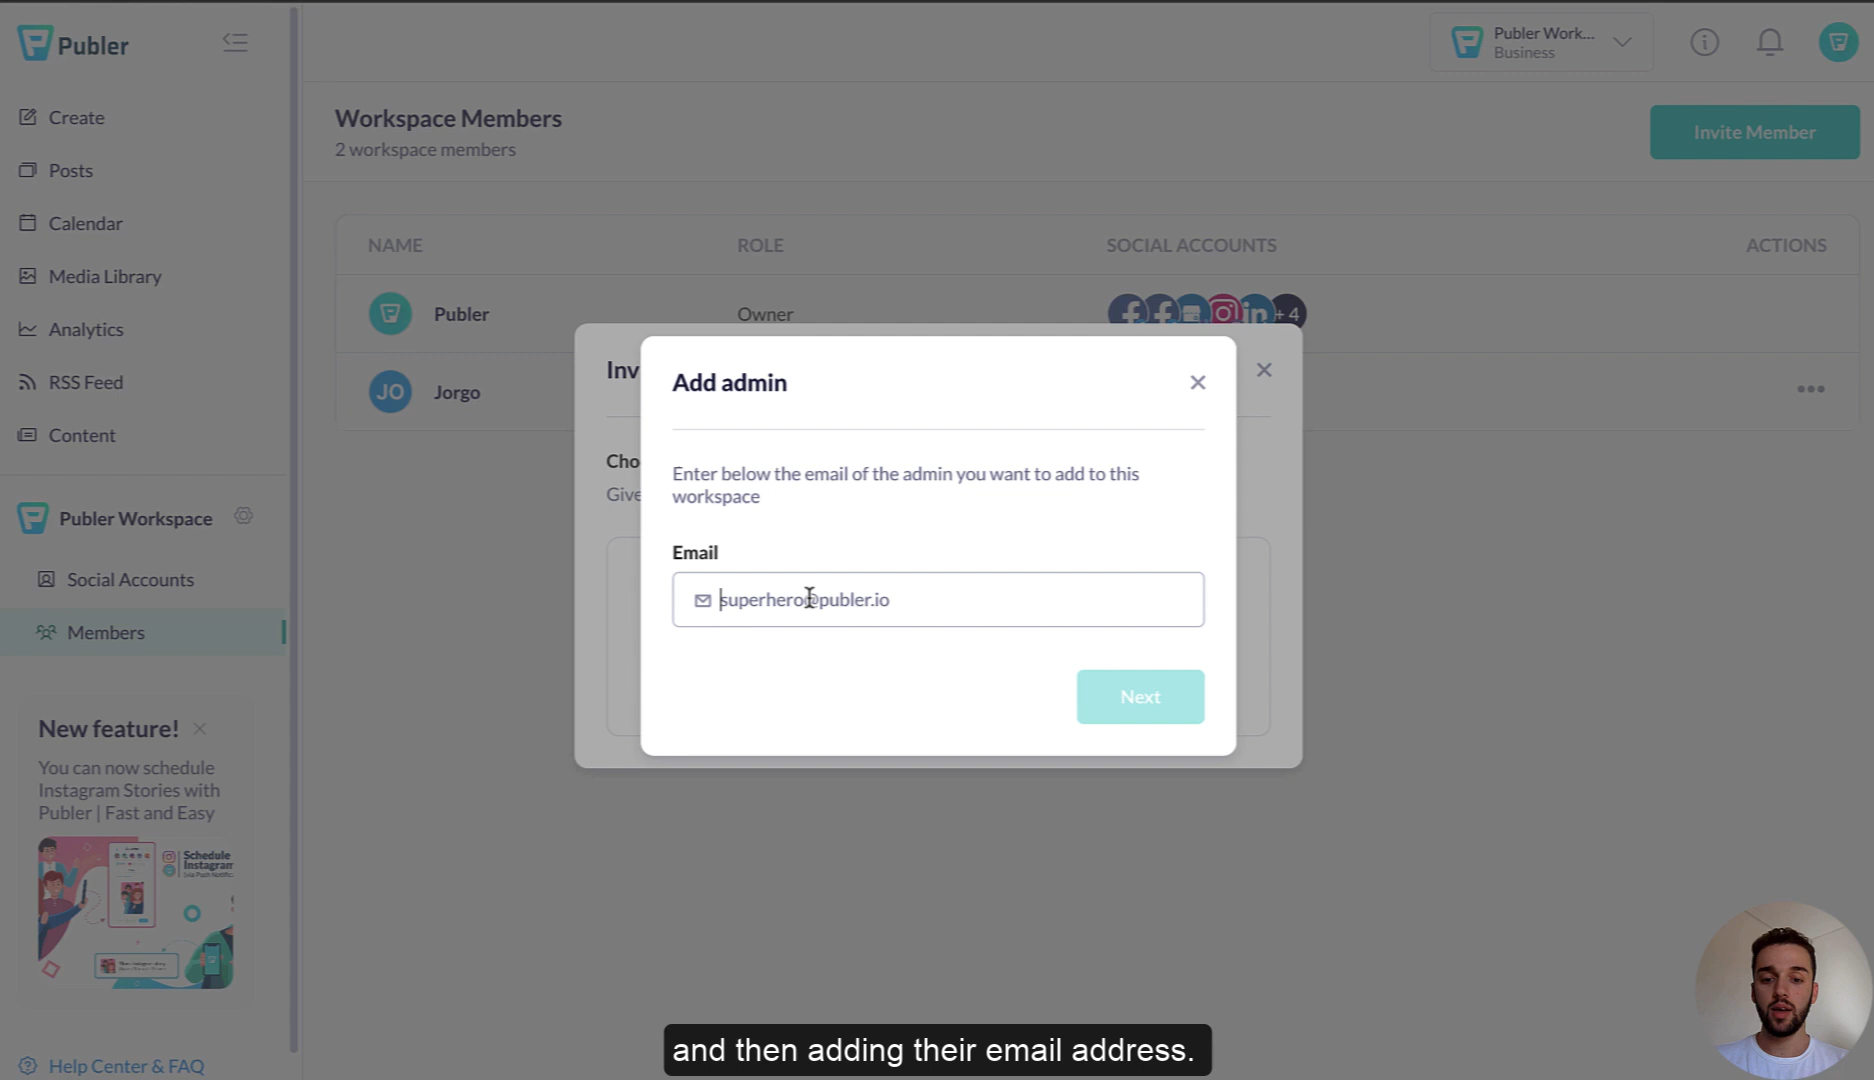 Publer
Publer Work...
Business
Create
Posts
Calendar
Media Library
Analytics
RSS Feed
Content
Publer Workspace
Social Accounts
Members
New feature!
You can now schedule
Instagram Stories with
Publer | Fast and Easy
Schedule
Instagram
Help Center & FAQ
Workspace Members
2 workspace members
Invite Member
NAME ROLE SOCIAL ACCOUNTS ACTIONS
Publer Owner + 4
JO Jorgo
Inv
Cho
Give
Add admin
Enter below the email of the admin you want to add to this
workspace
Email
superhero@publer.io
Next
and then adding their email address.